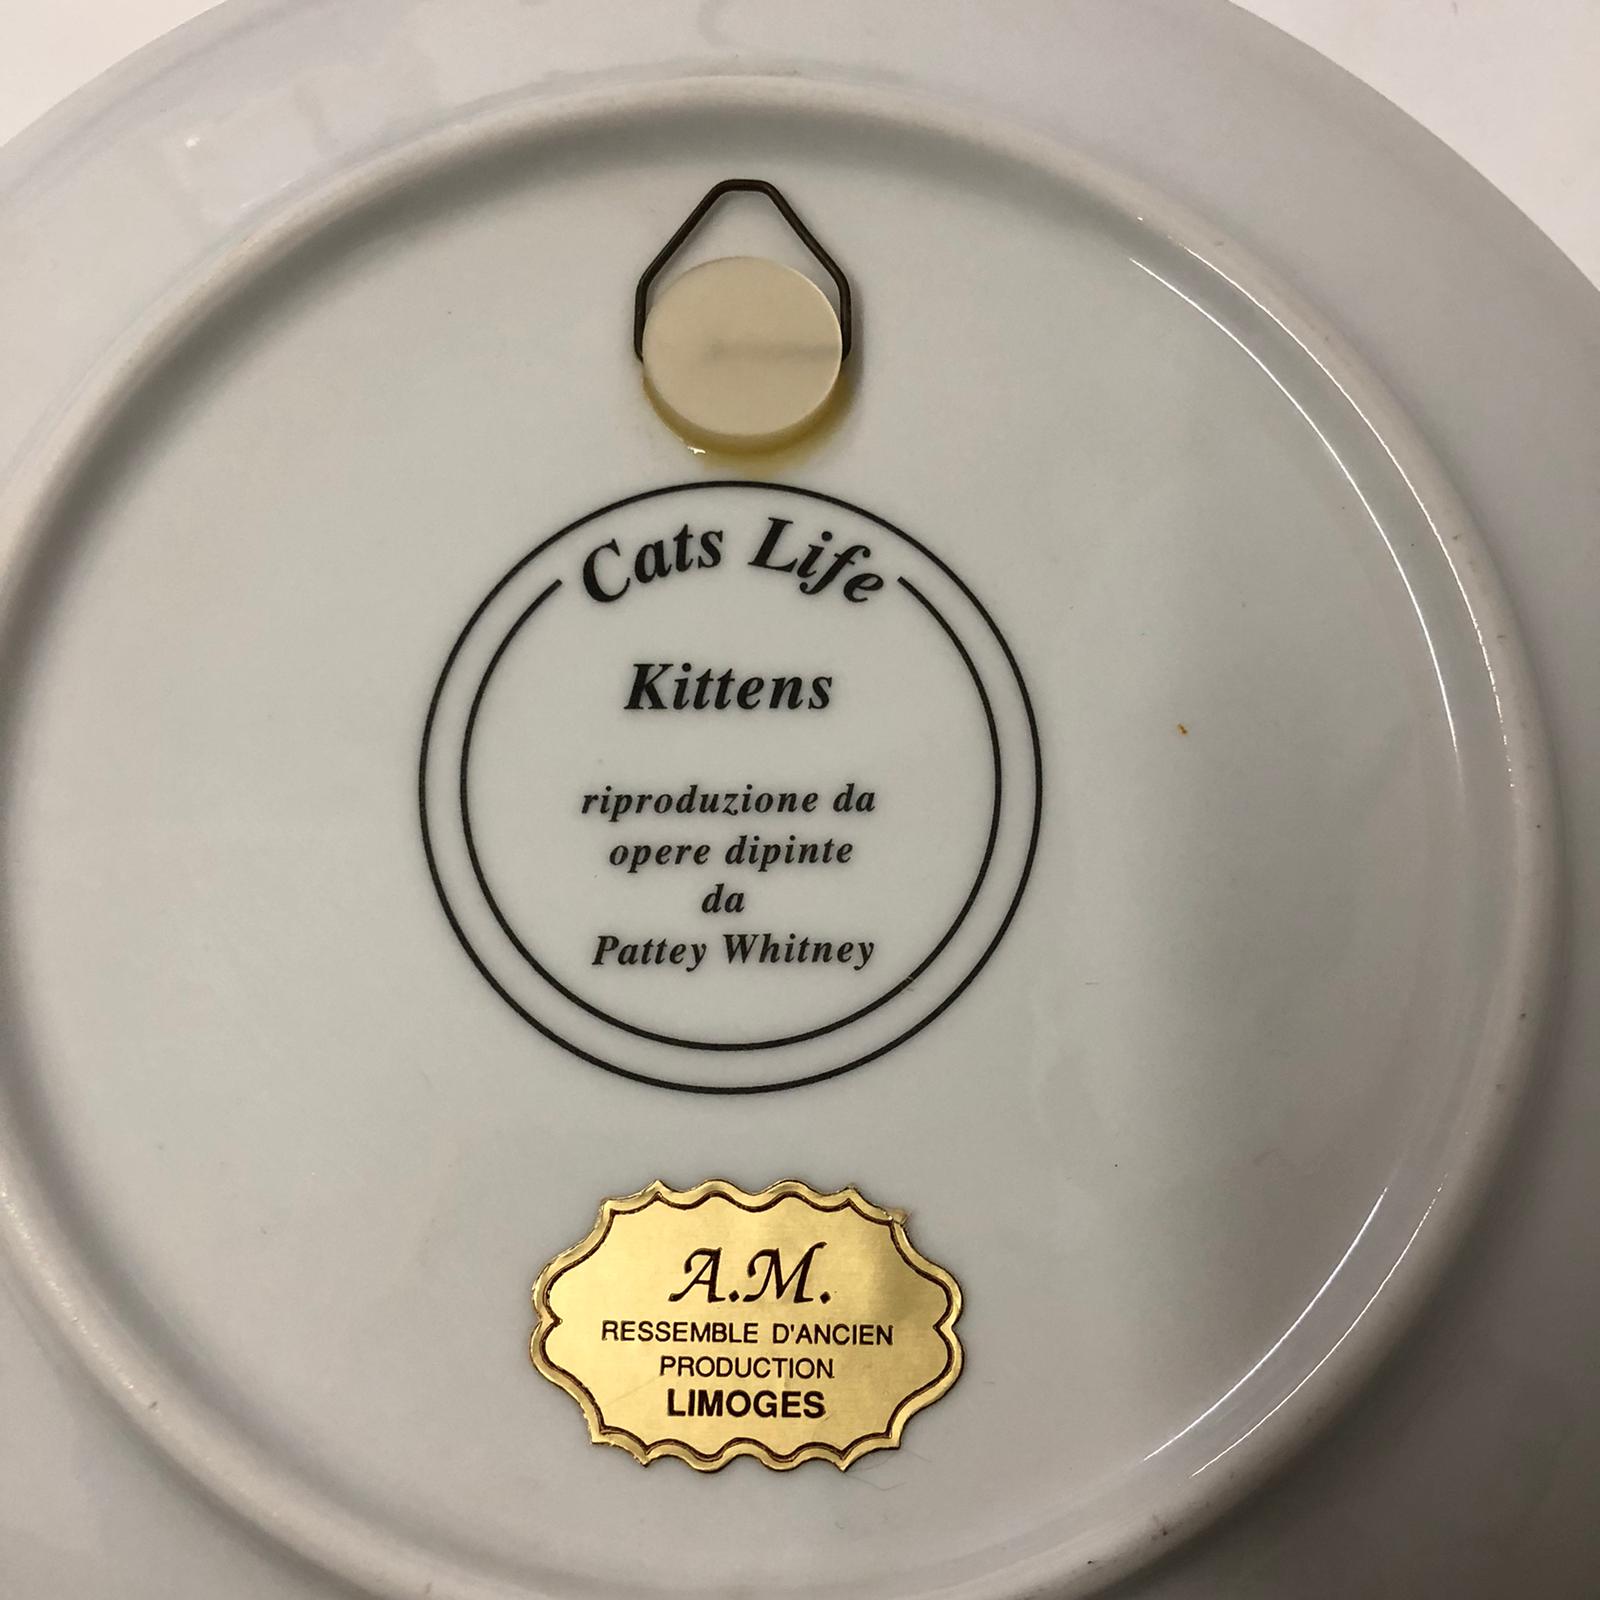 Cats Life
Kittens
riproduzione da
opere dipinte
da
Pattey Whitney
A.M.
RESSEMBLE D'ANCIEN
PRODUCTION
LIMOGES